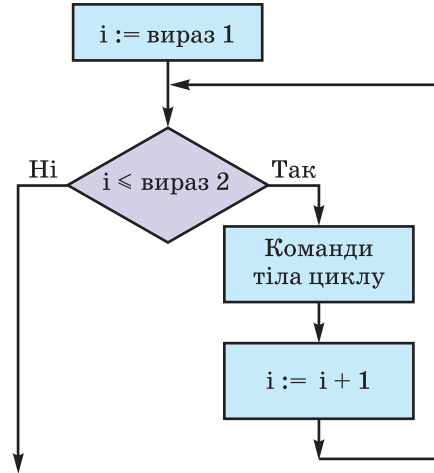 i := вираз 1
i ⩽ вираз 2
Ні
Так
Команди
тіла циклу
i := i + 1